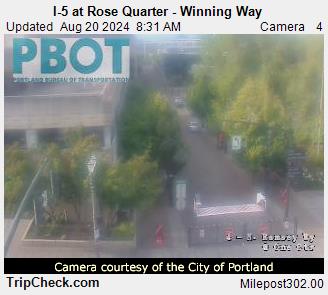 I-5 at Rose Quarter - Winning Way
Updated Aug 20 2024 8:31 AM Camera 4
PBOT
PORTLAND BUREAU OF TRANSPORTATION
Camera courtesy of the City of Portland
TripCheck.com Milepost302.00